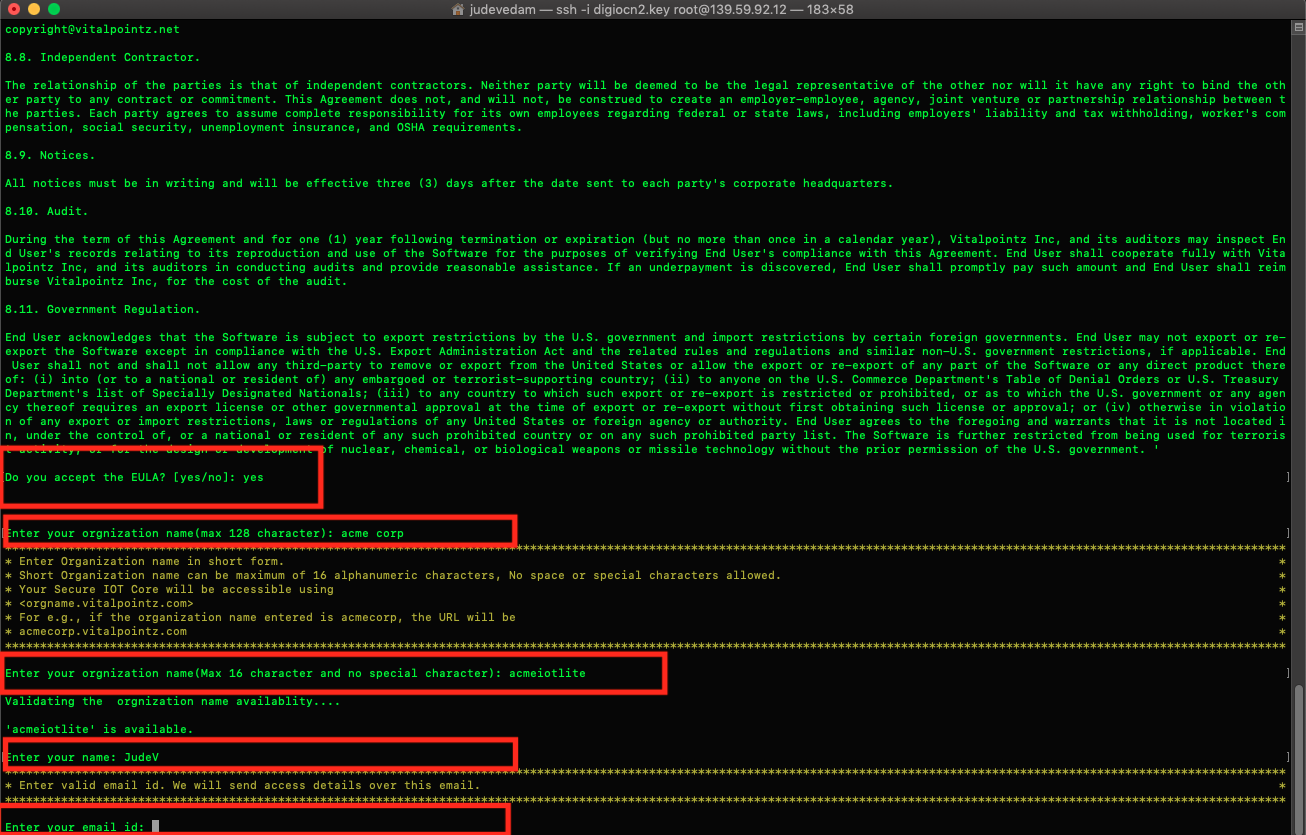 judevedam — ssh -i digiocn2.key root@139.59.92.12 — 183×58
copyright@vitalpointz.net
8.8. Independent Contractor.
The relationship of the parties is that of independent contractors. Neither party will be deemed to be the legal representative of the other nor will it have any right to bind the oth
er party to any contract or commitment. This Agreement does not, and will not, be construed to create an employer-employee, agency, joint venture or partnership relationship between t
he parties. Each party agrees to assume complete responsibility for its own employees regarding federal or state laws, including employers' liability and tax withholding, worker's com
pensation, social security, unemployment insurance, and OSHA requirements.
8.9. Notices.
All notices must be in writing and will be effective three (3) days after the date sent to each party's corporate headquarters.
8.10. Audit.
During the term of this Agreement and for one (1) year following termination or expiration (but no more than once in a calendar year), Vitalpointz Inc, and its auditors may inspect En
d User's records relating to its reproduction and use of the Software for the purposes of verifying End User's compliance with this Agreement. End User shall cooperate fully with Vita
lpointz Inc, and its auditors in conducting audits and provide reasonable assistance. If an underpayment is discovered, End User shall promptly pay such amount and End User shall reim
burse Vitalpointz Inc, for the cost of the audit.
8.11. Government Regulation.
End User acknowledges that the Software is subject to export restrictions by the U.S. government and import restrictions by certain foreign governments. End User may not export or re-
export the Software except in compliance with the U.S. Export Administration Act and the related rules and regulations and similar non-U.S. government restrictions, if applicable. End
User shall not and shall not allow any third-party to remove or export from the United States or allow the export or re-export of any part of the Software or any direct product there
of: (i) into (or to a national or resident of) any embargoed or terrorist-supporting country; (ii) to anyone on the U.S. Commerce Department's Table of Denial Orders or U.S. Treasury
Department's list of Specially Designated Nationals; (iii) to any country to which such export or re-export is restricted or prohibited, or as to which the U.S. government or any agen
cy thereof requires an export license or other governmental approval at the time of export or re-export without first obtaining such license or approval; or (iv) otherwise in violatio
n of any export or import restrictions, laws or regulations of any United States or foreign agency or authority. End User agrees to the foregoing and warrants that it is not located i
n, under the control of, or a national or resident of any such prohibited country or on any such prohibited party list. The Software is further restricted from being used for terroris
t activity, or for the design or development of nuclear, chemical, or biological weapons or missile technology without the prior permission of the U.S. government. '
Do you accept the EULA? [yes/no]: yes ]
Enter your orgnization name(max 128 character): acme corp ]
***************************************************************************************************************************************************************************************
* Enter Organization name in short form. *
* Short Organization name can be maximum of 16 alphanumeric characters, No space or special characters allowed. *
* Your Secure IOT Core will be accessible using *
* <orgname.vitalpointz.com> *
* For e.g., if the organization name entered is acmecorp, the URL will be *
* acmecorp.vitalpointz.com *
***************************************************************************************************************************************************************************************
Enter your orgnization name(Max 16 character and no special character): acmeiotlite ]
Validating the  orgnization name availablity....
'acmeiotlite' is available.
Enter your name: JudeV ]
***************************************************************************************************************************************************************************************
* Enter valid email id. We will send access details over this email. *
***************************************************************************************************************************************************************************************
Enter your email id: